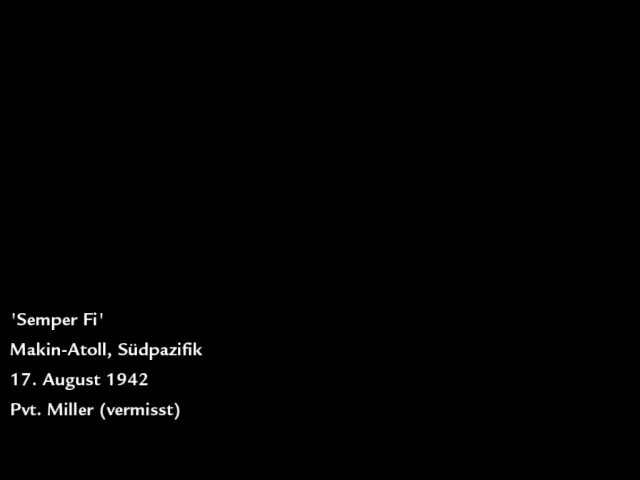 'Semper Fi'
Makin-Atoll, Südpazifik
17. August 1942
Pvt. Miller (vermisst)